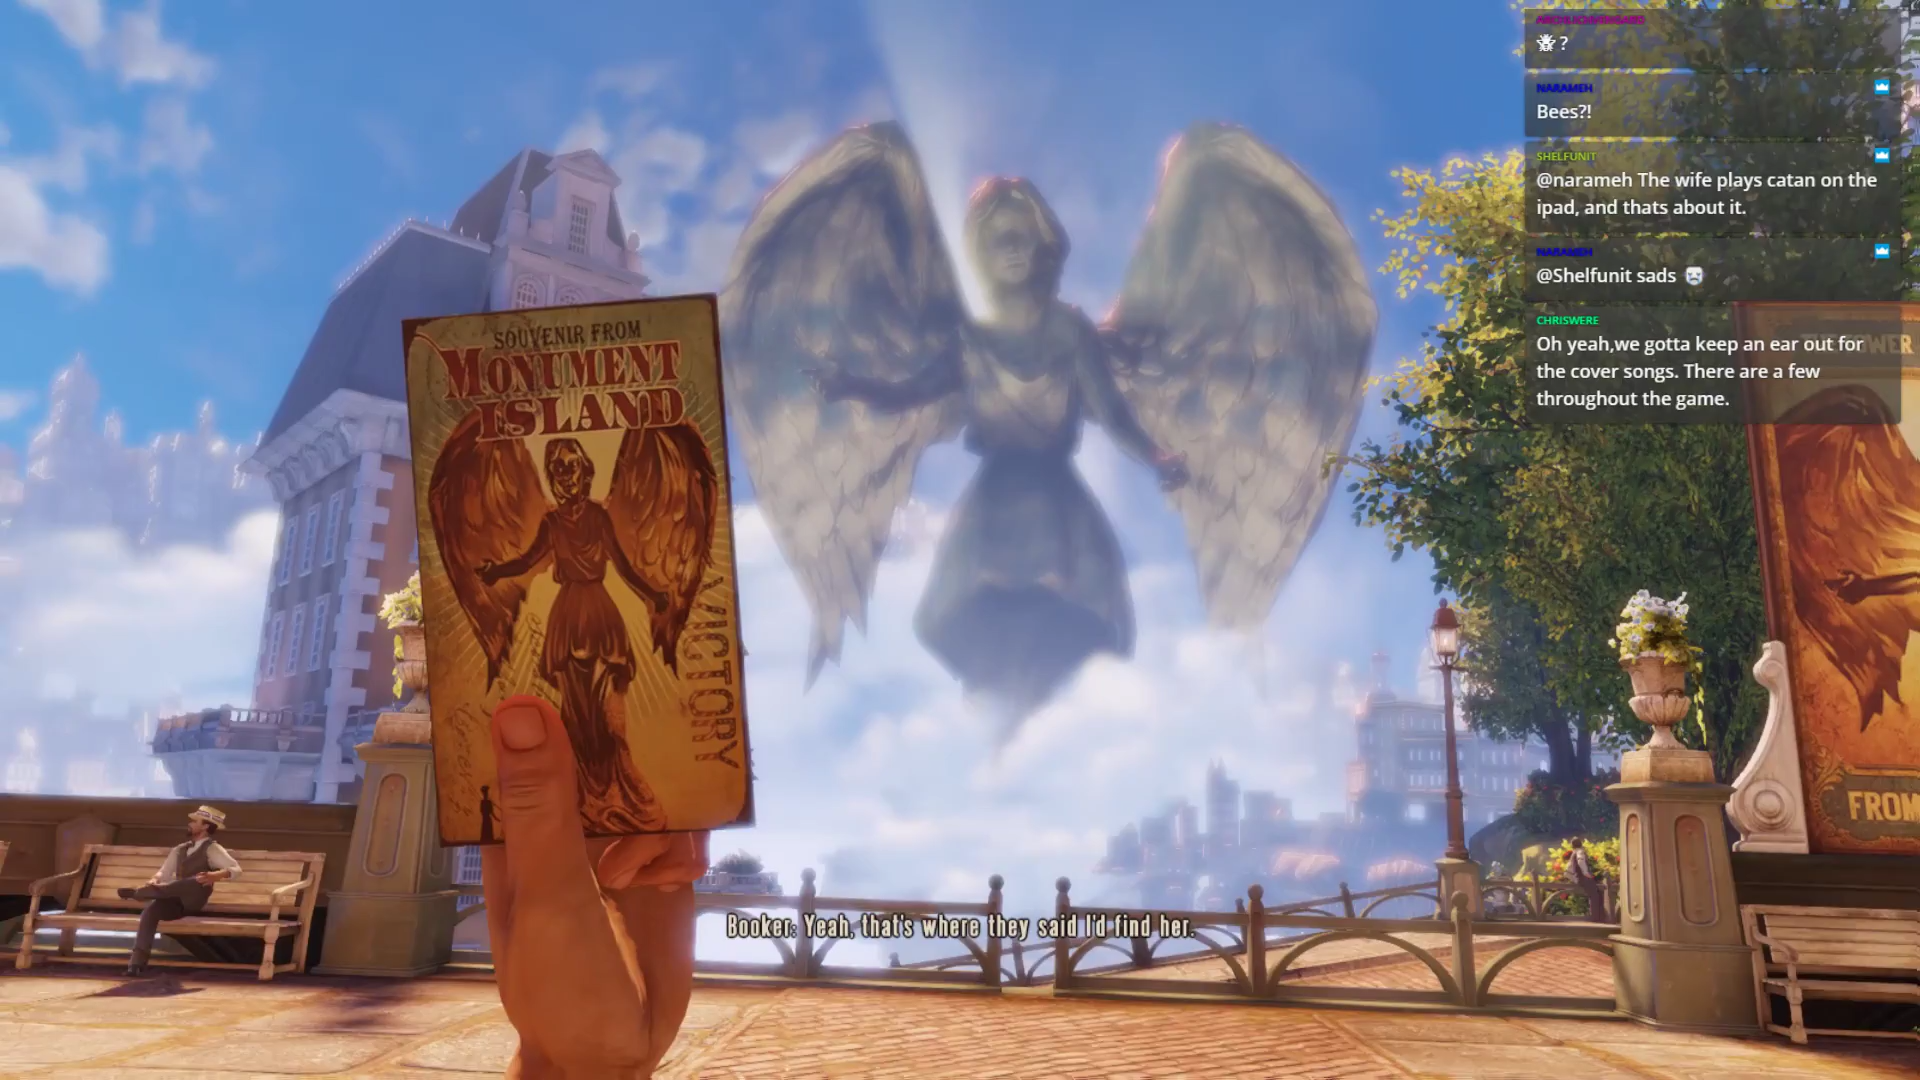 SOUVENIR FROM
MONUMENT
ISLAND
VICTORY
Booker: Yeah, that's where they said I'd find her.
?
NARAMEH
Bees?!
SHELFUNIT
@narameh The wife plays catan on the
ipad, and thats about it.
NARAMEH
@Shelfunit sads
CHRISWERE
Oh yeah,we gotta keep an ear out for
the cover songs. There are a few
throughout the game.
FROM